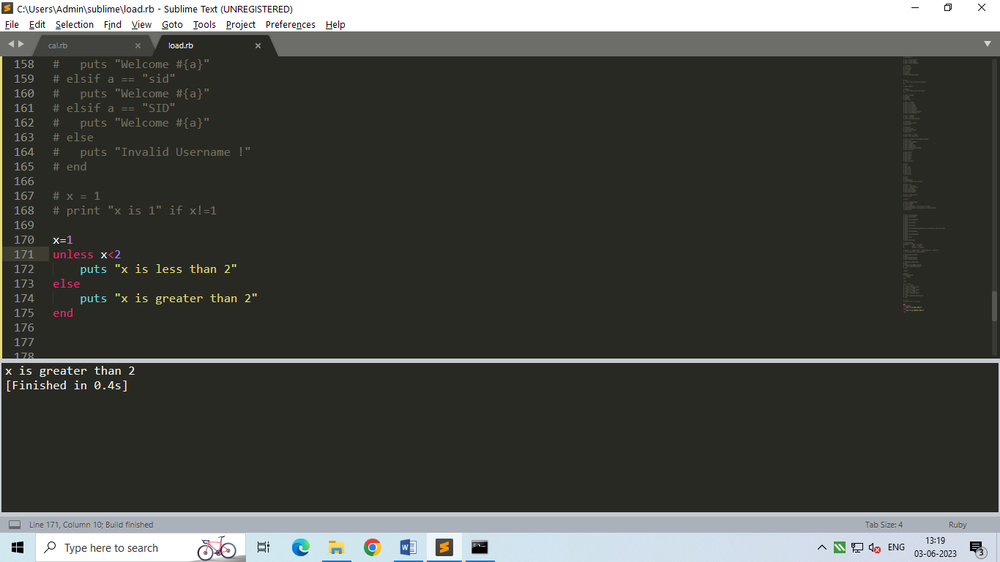 C:\Users\Admin\sublime\load.rb - Sublime Text (UNREGISTERED)
File Edit Selection Find View Goto Tools Project Preferences Help
cal.rb load.rb
158 #   puts "Welcome #{a}"
159 # elsif a == "sid"
160 #   puts "Welcome #{a}"
161 # elsif a == "SID"
162 #   puts "Welcome #{a}"
163 # else
164 #   puts "Invalid Username !"
165 # end
166
167 # x = 1
168 # print "x is 1" if x!=1
169
170 x=1
171 unless x<2
172     puts "x is less than 2"
173 else
174     puts "x is greater than 2"
175 end
176
177
178
x is greater than 2
[Finished in 0.4s]
Line 171, Column 10; Build finished Tab Size: 4 Ruby
Type here to search ENG 13:19
03-06-2023 3